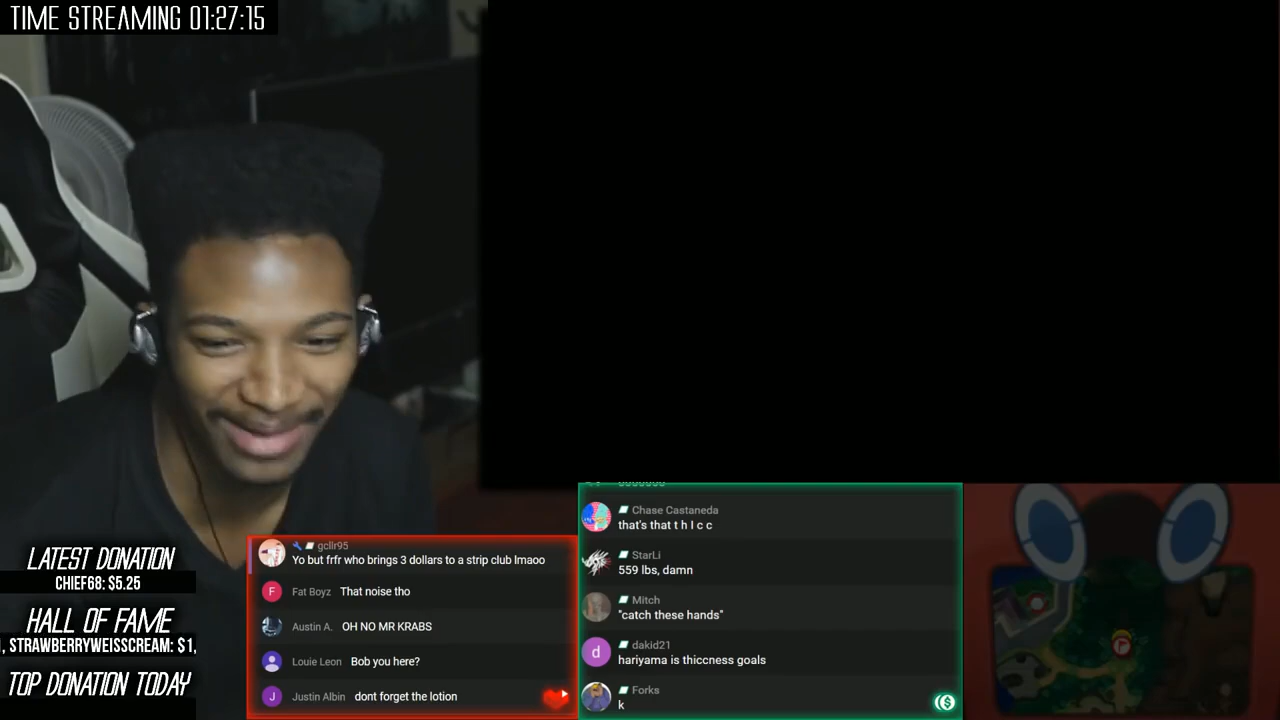 TIME STREAMING 01:27:15
LATEST DONATION
CHIEF68: $5.25
HALL OF FAME
, STRAWBERRYWEISSCREAM: $1,
TOP DONATION TODAY
gcllr95
Yo but frfr who brings 3 dollars to a strip club lmaoo
Fat Boyz That noise tho
Austin A. OH NO MR KRABS
Louie Leon Bob you here?
Justin Albin dont forget the lotion
Chase Castaneda
that's that t h I c c
StarLi
559 lbs, damn
Mitch
"catch these hands"
dakid21
hariyama is thiccness goals
Forks
k